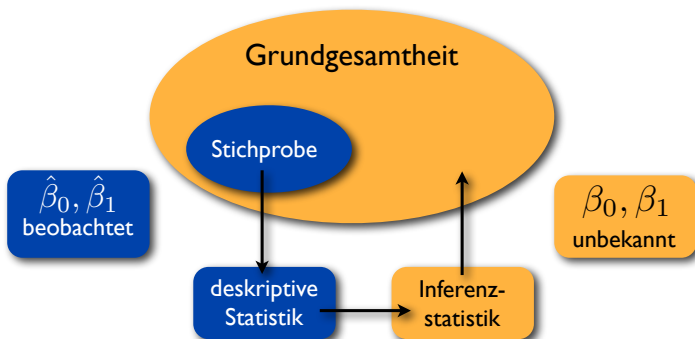 Grundgesamtheit
Stichprobe
β̂₀, β̂₁
beobachtet
β₀, β₁
unbekannt
deskriptive
Statistik
Inferenz-
statistik